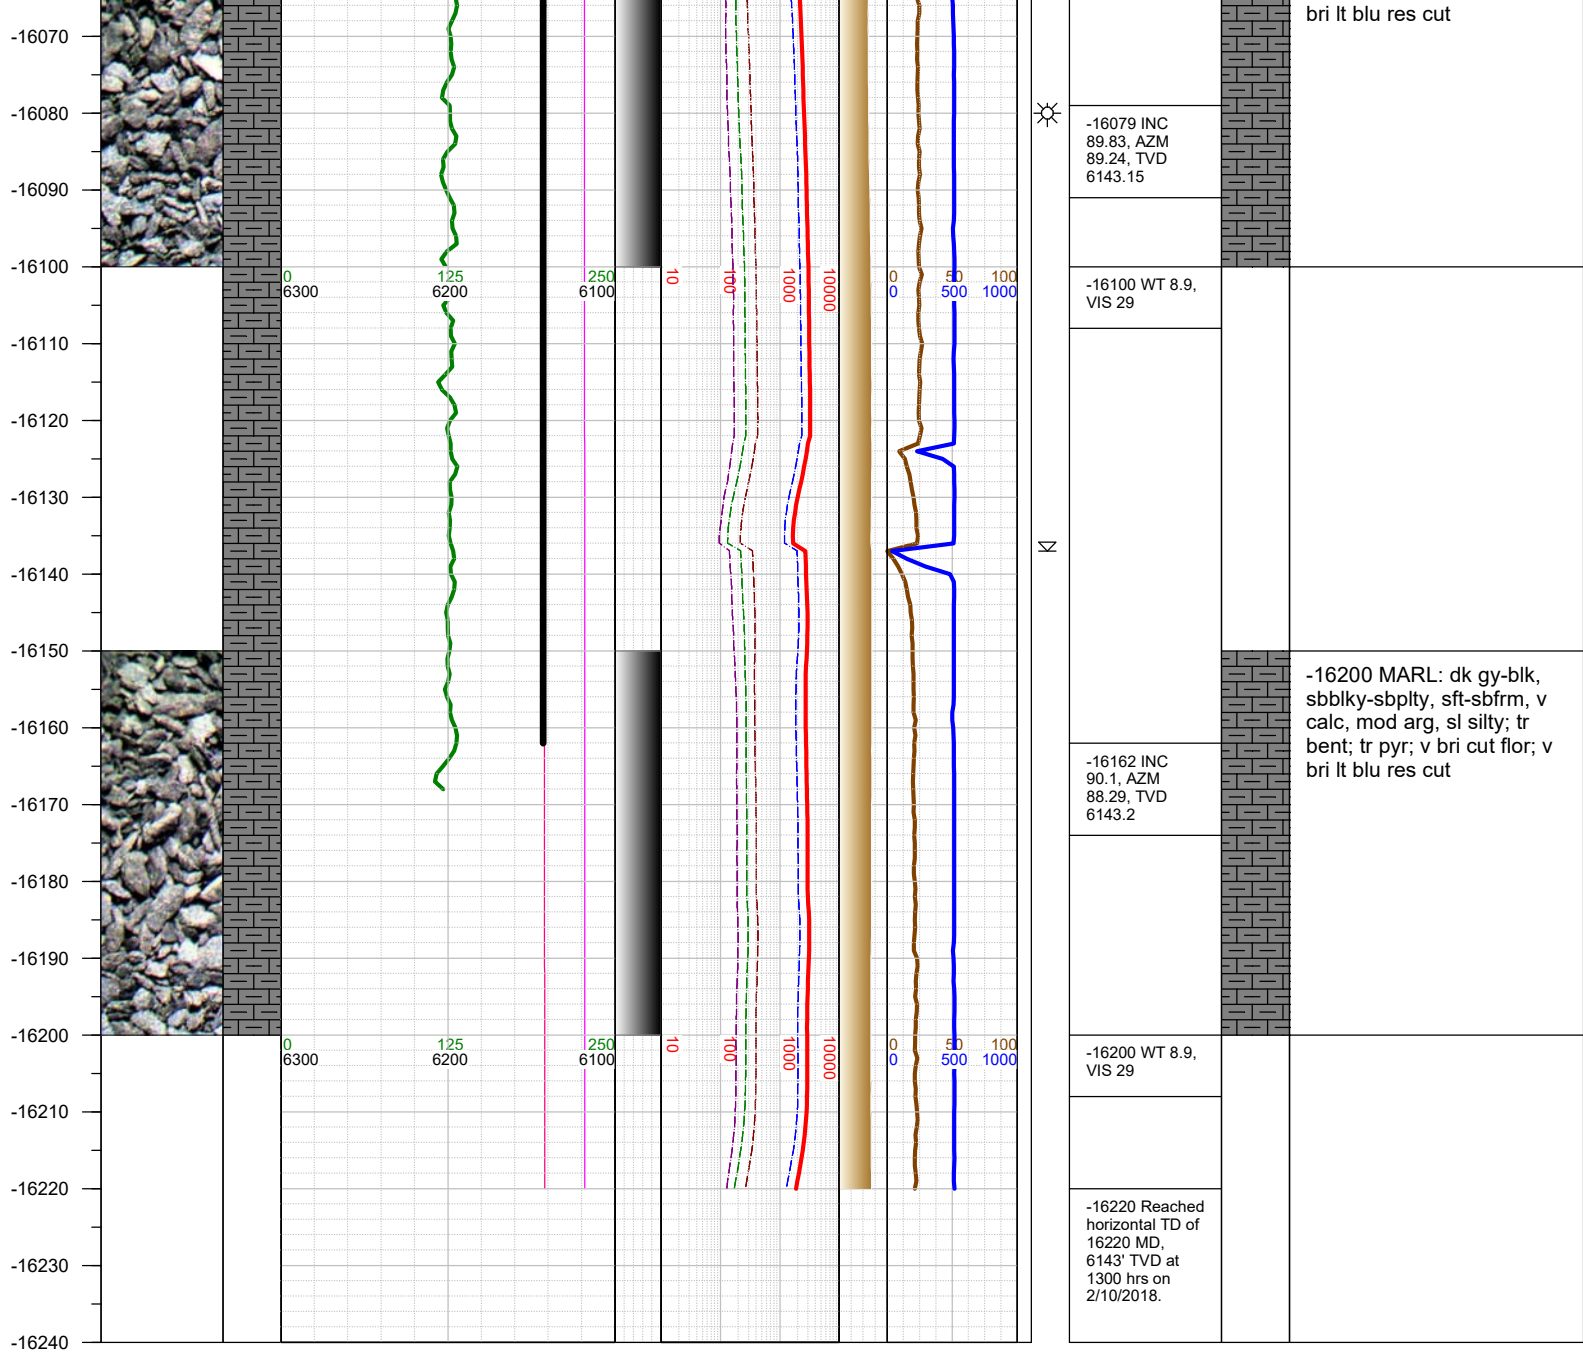 bri lt blu res cut
-16070
-16080
-16079 INC
89.83, AZM
89.24, TVD
6143.15
-16090
-16100
0 125 250
6300 6200 6100
10 100 1000 10000
0 50 100
0 500 1000
-16100 WT 8.9,
VIS 29
-16110
-16120
-16130
-16140
-16150
-16200 MARL: dk gy-blk,
sbblky-sbplty, sft-sbfrm, v
calc, mod arg, sl silty; tr
bent; tr pyr; v bri cut flor; v
bri lt blu res cut
-16160
-16162 INC
90.1, AZM
88.29, TVD
6143.2
-16170
-16180
-16190
-16200
0 125 250
6300 6200 6100
10 100 1000 10000
0 50 100
0 500 1000
-16200 WT 8.9,
VIS 29
-16210
-16220
-16220 Reached
horizontal TD of
16220 MD,
6143' TVD at
1300 hrs on
2/10/2018.
-16230
-16240